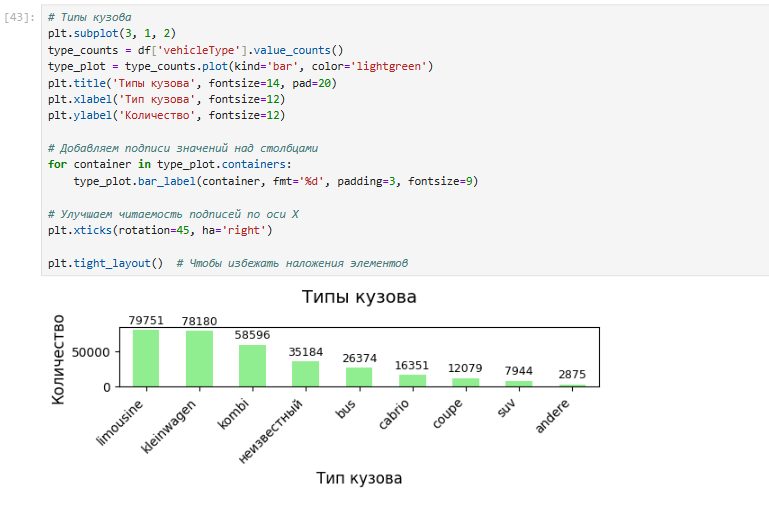 [43]: # Типы кузова
plt.subplot(3, 1, 2)
type_counts = df['vehicleType'].value_counts()
type_plot = type_counts.plot(kind='bar', color='lightgreen')
plt.title('Типы кузова', fontsize=14, pad=20)
plt.xlabel('Тип кузова', fontsize=12)
plt.ylabel('Количество', fontsize=12)
# Добавляем подписи значений над столбцами
for container in type_plot.containers:
type_plot.bar_label(container, fmt='%d', padding=3, fontsize=9)
# Улучшаем читаемость подписей по оси X
plt.xticks(rotation=45, ha='right')
plt.tight_layout()  # Чтобы избежать наложения элементов
Типы кузова
Количество
50000
0
79751 78180 58596 35184 26374 16351 12079 7944 2875
limousine kleinwagen kombi неизвестный bus cabrio coupe suv andere
Тип кузова